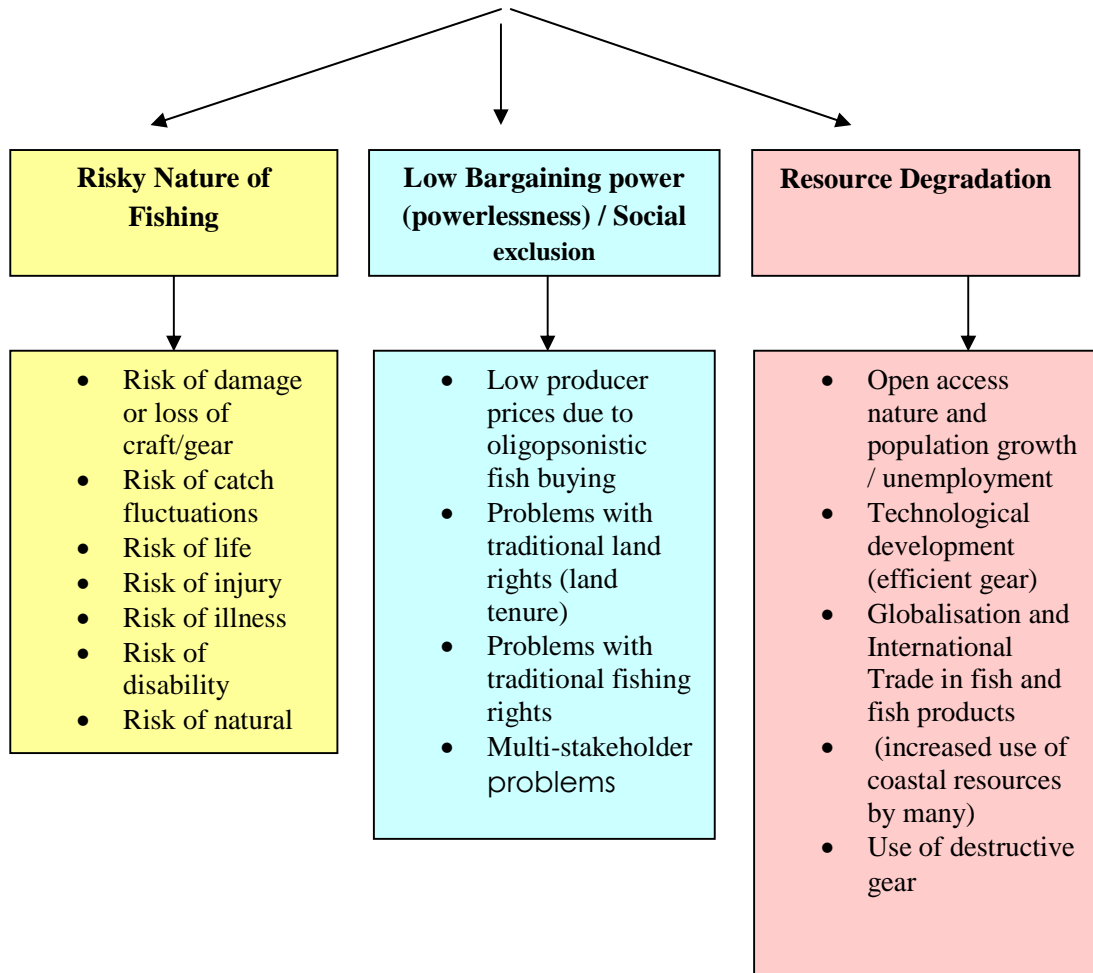 Risky Nature of
Fishing
Low Bargaining power
(powerlessness) / Social
exclusion
Resource Degradation
• Risk of damage
or loss of
craft/gear
• Risk of catch
fluctuations
• Risk of life
• Risk of injury
• Risk of illness
• Risk of
disability
• Risk of natural
• Low producer
prices due to
oligopsonistic
fish buying
• Problems with
traditional land
rights (land
tenure)
• Problems with
traditional fishing
rights
• Multi-stakeholder
problems
• Open access
nature and
population growth
/ unemployment
• Technological
development
(efficient gear)
• Globalisation and
International
Trade in fish and
fish products
• (increased use of
coastal resources
by many)
• Use of destructive
gear